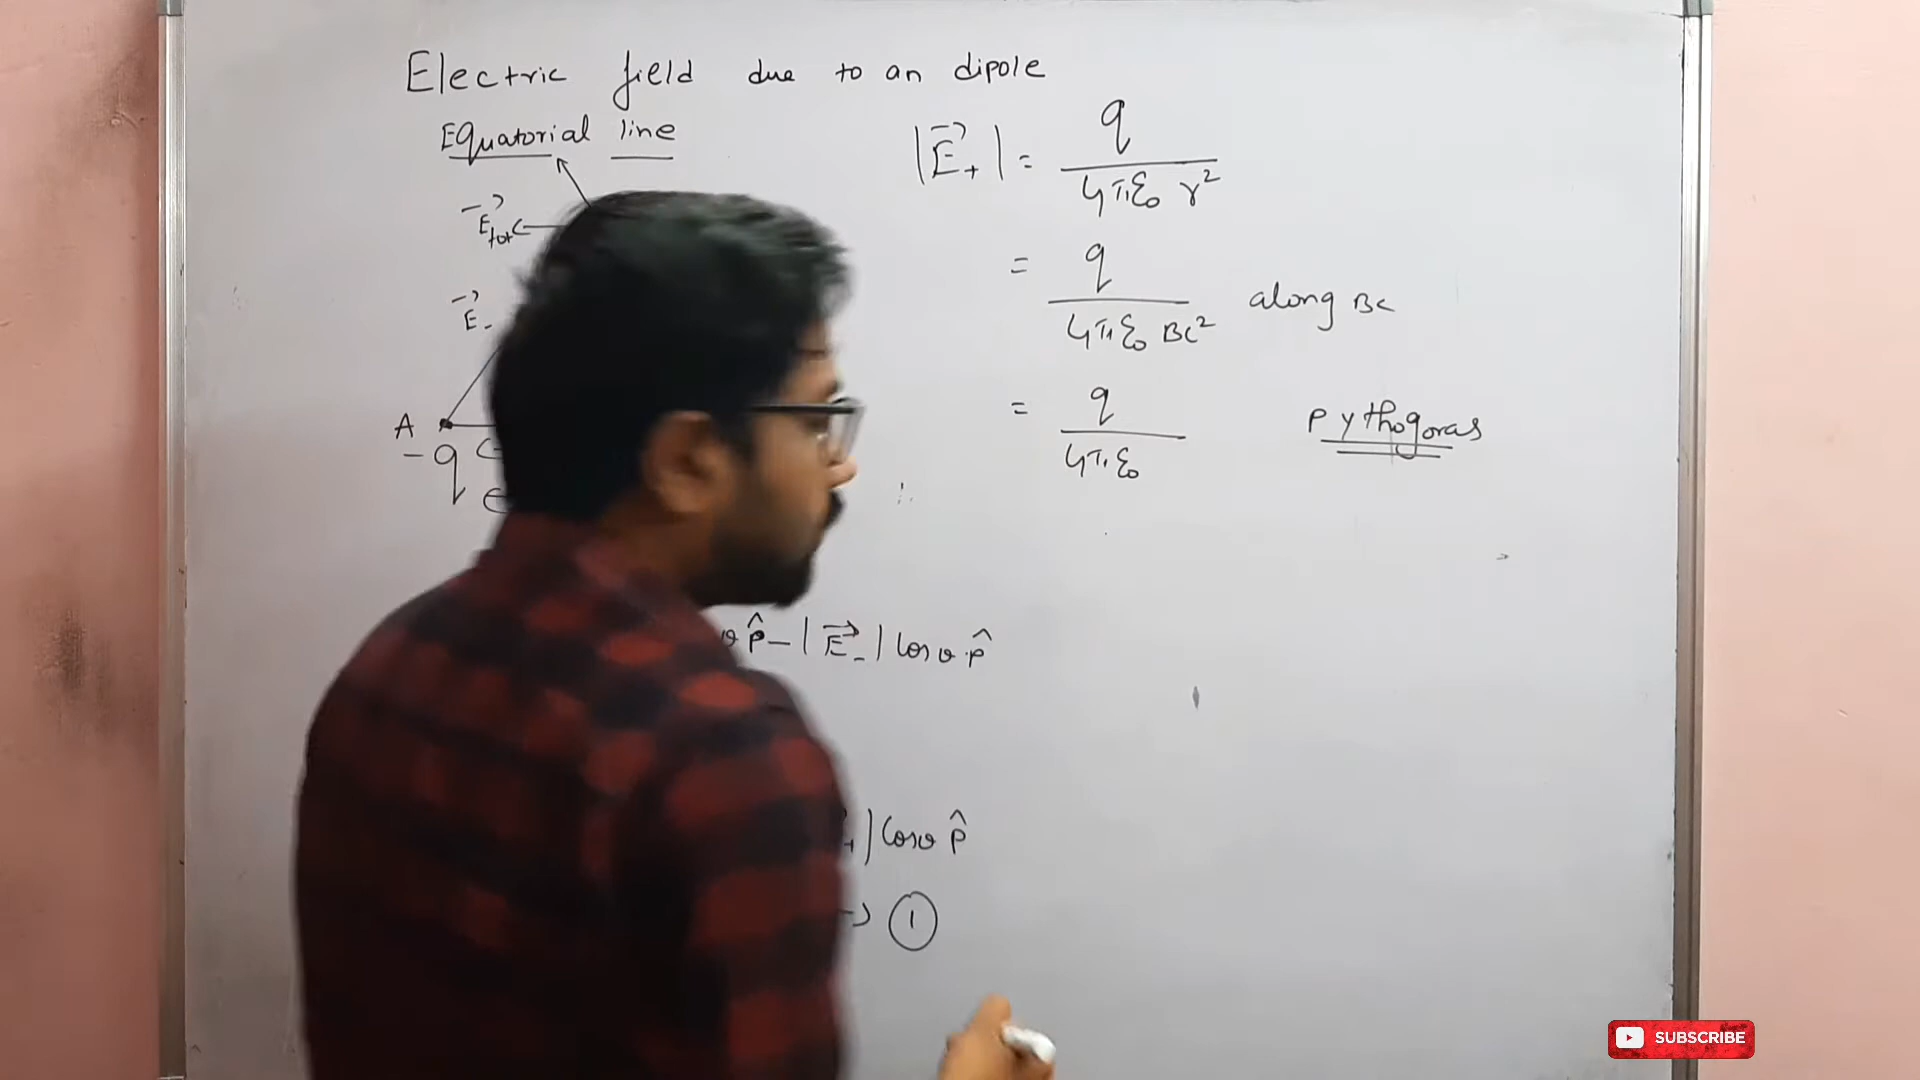 Electric field due to an dipole
Equatorial line
E⃗tot
E⃗₋
A
-q
|E⃗₊| = q / 4πε₀ r²
= q / 4πε₀ BC² along BC
= q / 4πε₀
Pythogoras
p̂ - |E⃗₋| cosθ p̂
+| cosθ p̂
→ 1
SUBSCRIBE